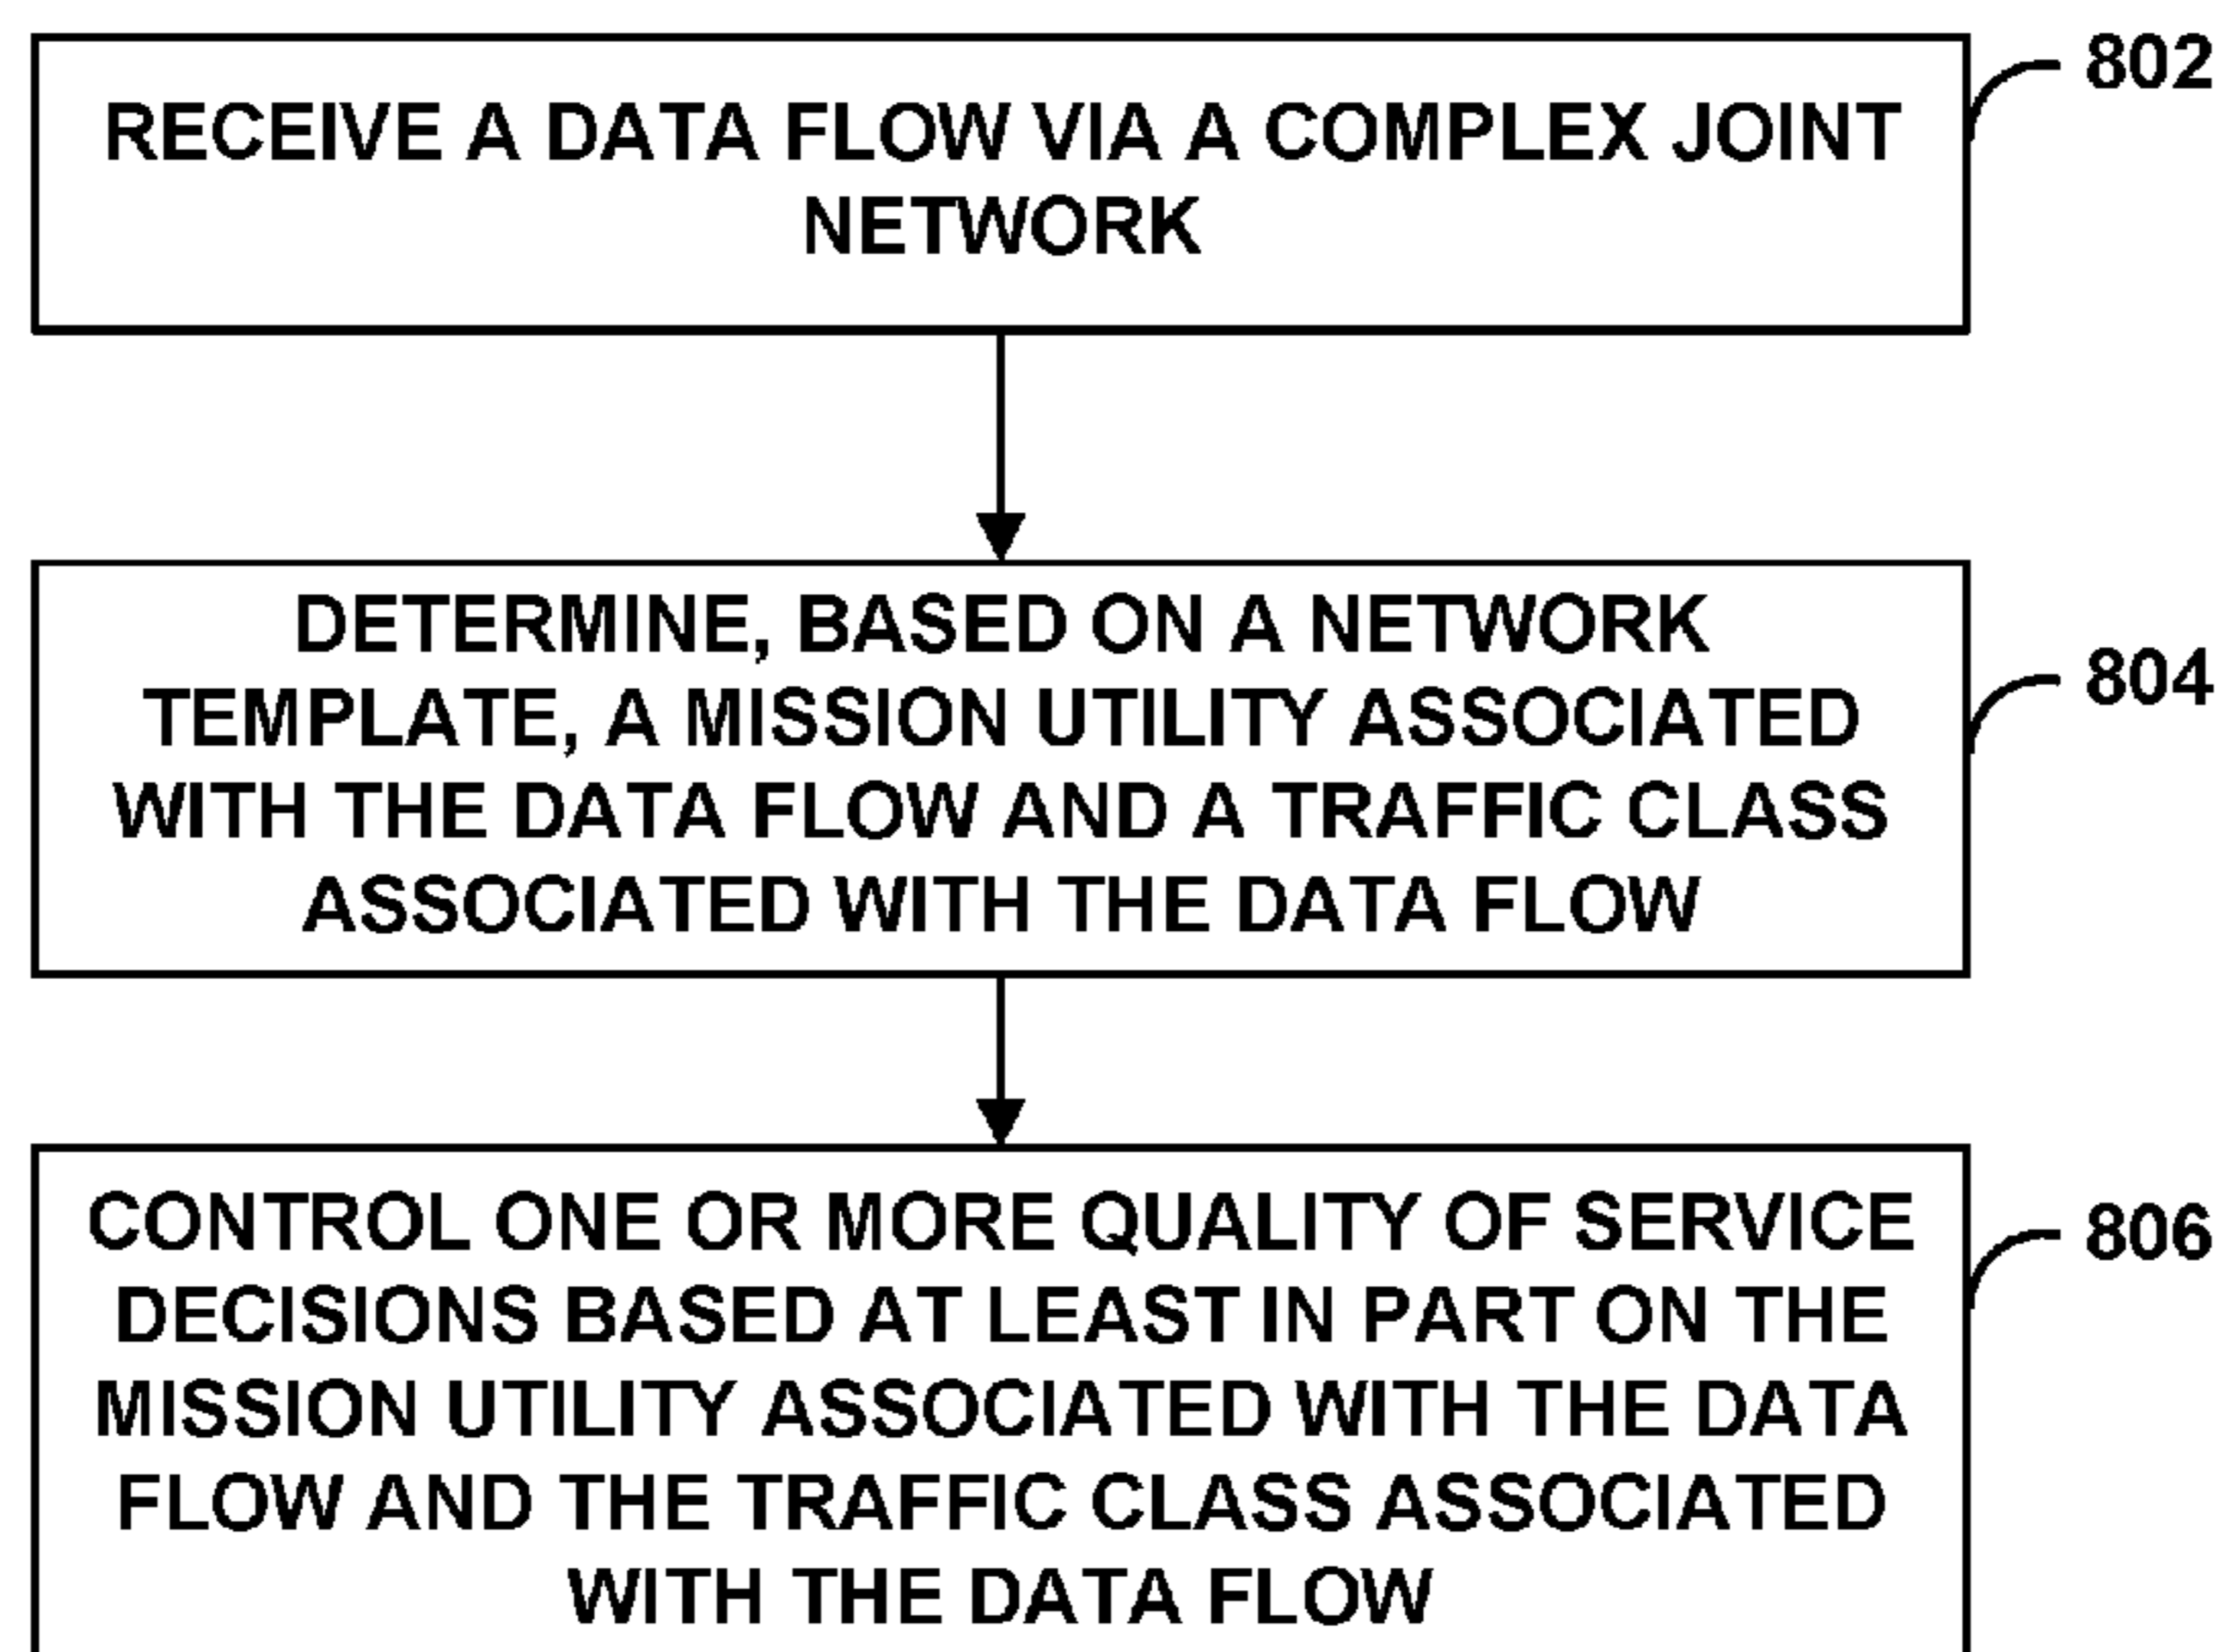 802
RECEIVE A DATA FLOW VIA A COMPLEX JOINT
NETWORK
804
DETERMINE, BASED ON A NETWORK
TEMPLATE, A MISSION UTILITY ASSOCIATED
WITH THE DATA FLOW AND A TRAFFIC CLASS
ASSOCIATED WITH THE DATA FLOW
806
CONTROL ONE OR MORE QUALITY OF SERVICE
DECISIONS BASED AT LEAST IN PART ON THE
MISSION UTILITY ASSOCIATED WITH THE DATA
FLOW AND THE TRAFFIC CLASS ASSOCIATED
WITH THE DATA FLOW